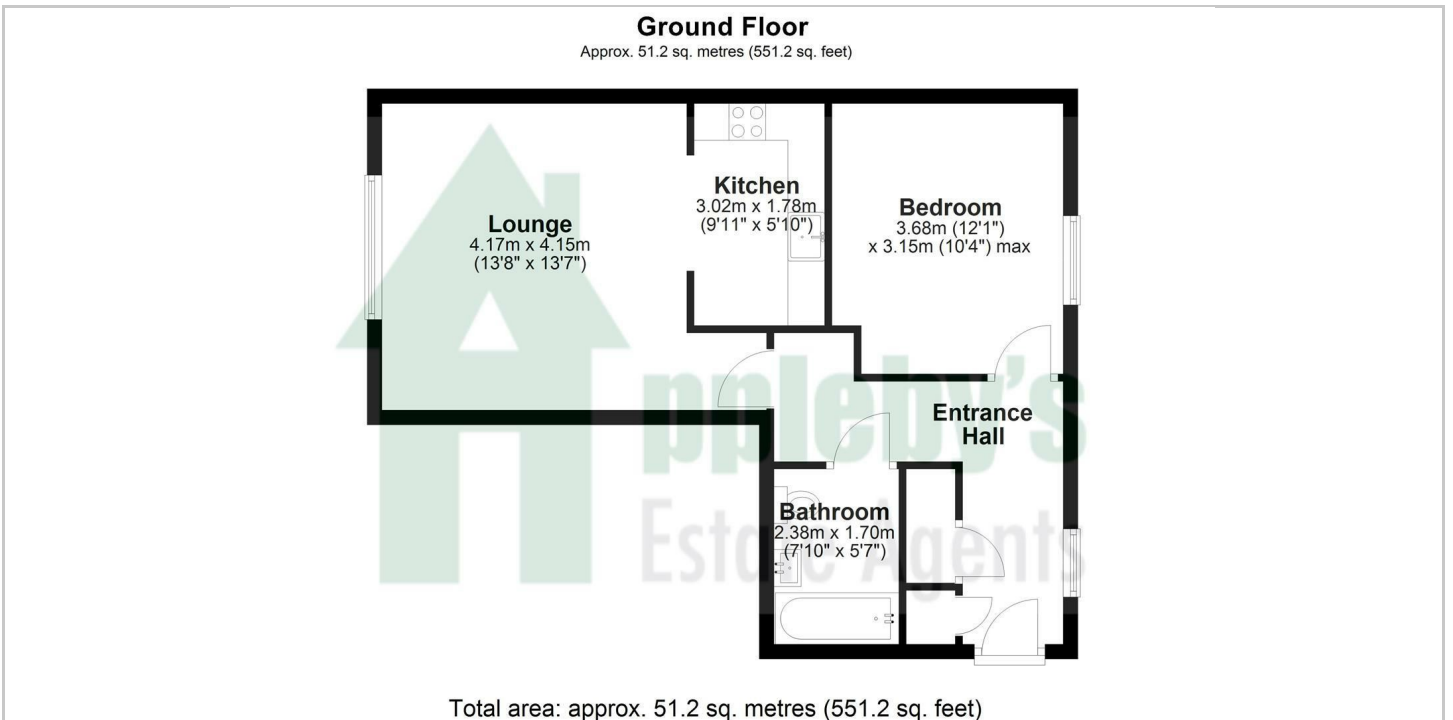 Ground Floor
Approx. 51.2 sq. metres (551.2 sq. feet)
Lounge
4.17m x 4.15m
(13'8" x 13'7")
Kitchen
3.02m x 1.78m
(9'11" x 5'10")
Bedroom
3.68m (12'1")
x 3.15m (10'4") max
Entrance
Hall
Bathroom
2.38m x 1.70m
(7'10" x 5'7")
ppleby's
Estate Agents
Total area: approx. 51.2 sq. metres (551.2 sq. feet)